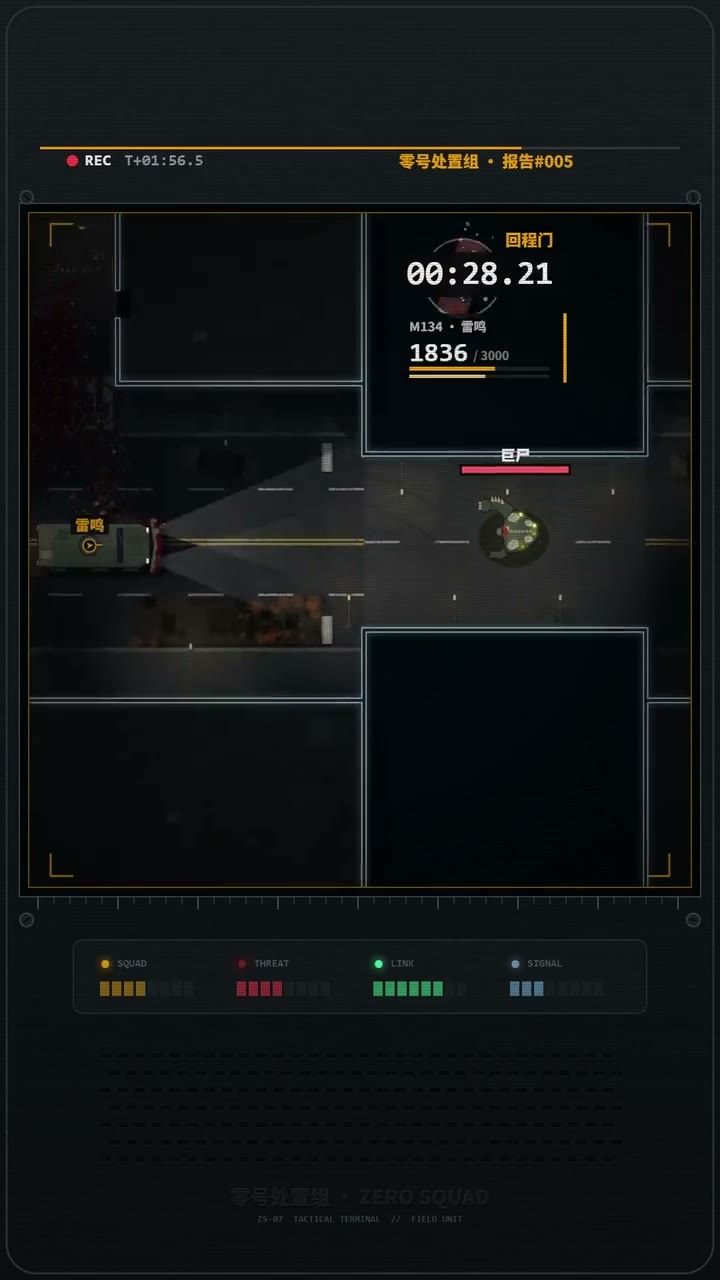 REC T+01:56.5
零号处置组 · 报告#005
回程门
00:28.21
M134 · 雷鸣
1836 / 3000
巨尸
雷鸣
SQUAD
THREAT
LINK
SIGNAL
零号处置组 · ZERO SQUAD
ZS-07 TACTICAL TERMINAL // FIELD UNIT